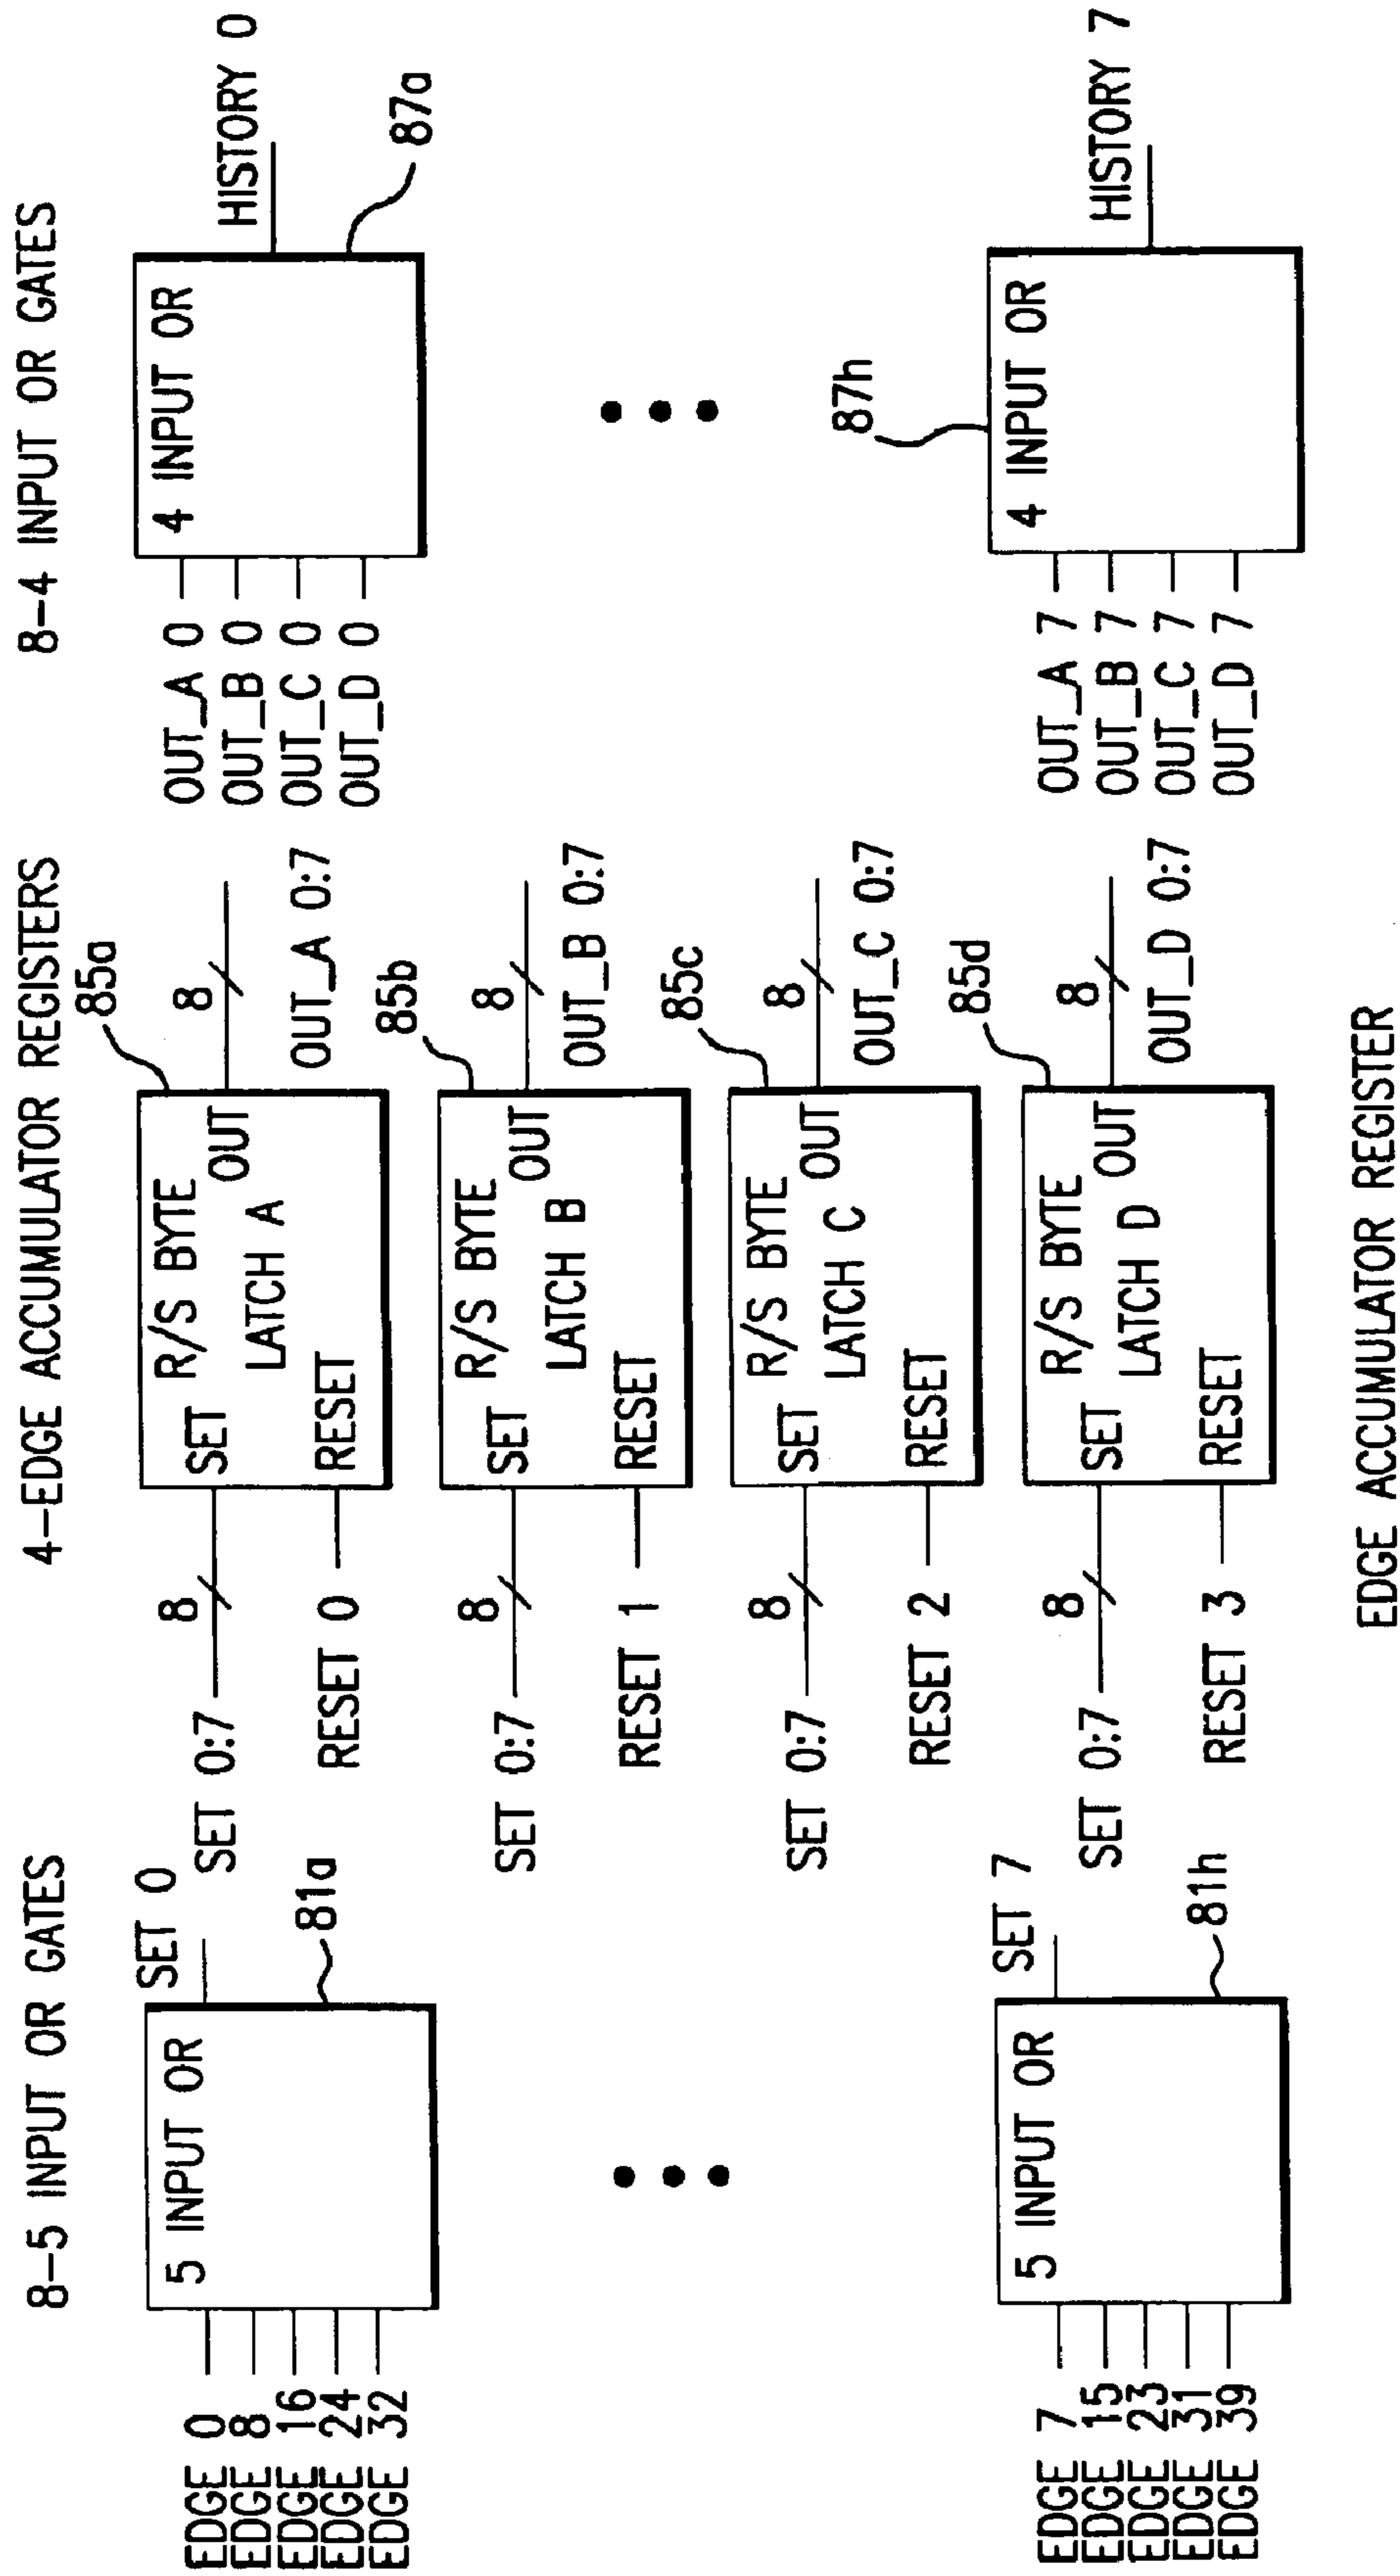 8-5 INPUT OR GATES
EDGE 0
EDGE 8
EDGE 16
EDGE 24
EDGE 32
5 INPUT OR
SET 0
81a
EDGE 7
EDGE 15
EDGE 23
EDGE 31
EDGE 39
5 INPUT OR
SET 7
81h
4-EDGE ACCUMULATOR REGISTERS
SET 0:7
8
RESET 0
SET
R/S BYTE
LATCH A
OUT
RESET
85a
8
OUT_A 0:7
SET 0:7
8
RESET 1
SET
R/S BYTE
LATCH B
OUT
RESET
85b
8
OUT_B 0:7
SET 0:7
8
RESET 2
SET
R/S BYTE
LATCH C
OUT
RESET
85c
8
OUT_C 0:7
SET 0:7
8
RESET 3
SET
R/S BYTE
LATCH D
OUT
RESET
85d
8
OUT_D 0:7
8-4 INPUT OR GATES
OUT_A 0
OUT_B 0
OUT_C 0
OUT_D 0
4 INPUT OR
HISTORY 0
87a
OUT_A 7
OUT_B 7
OUT_C 7
OUT_D 7
4 INPUT OR
HISTORY 7
87h
EDGE ACCUMULATOR REGISTER